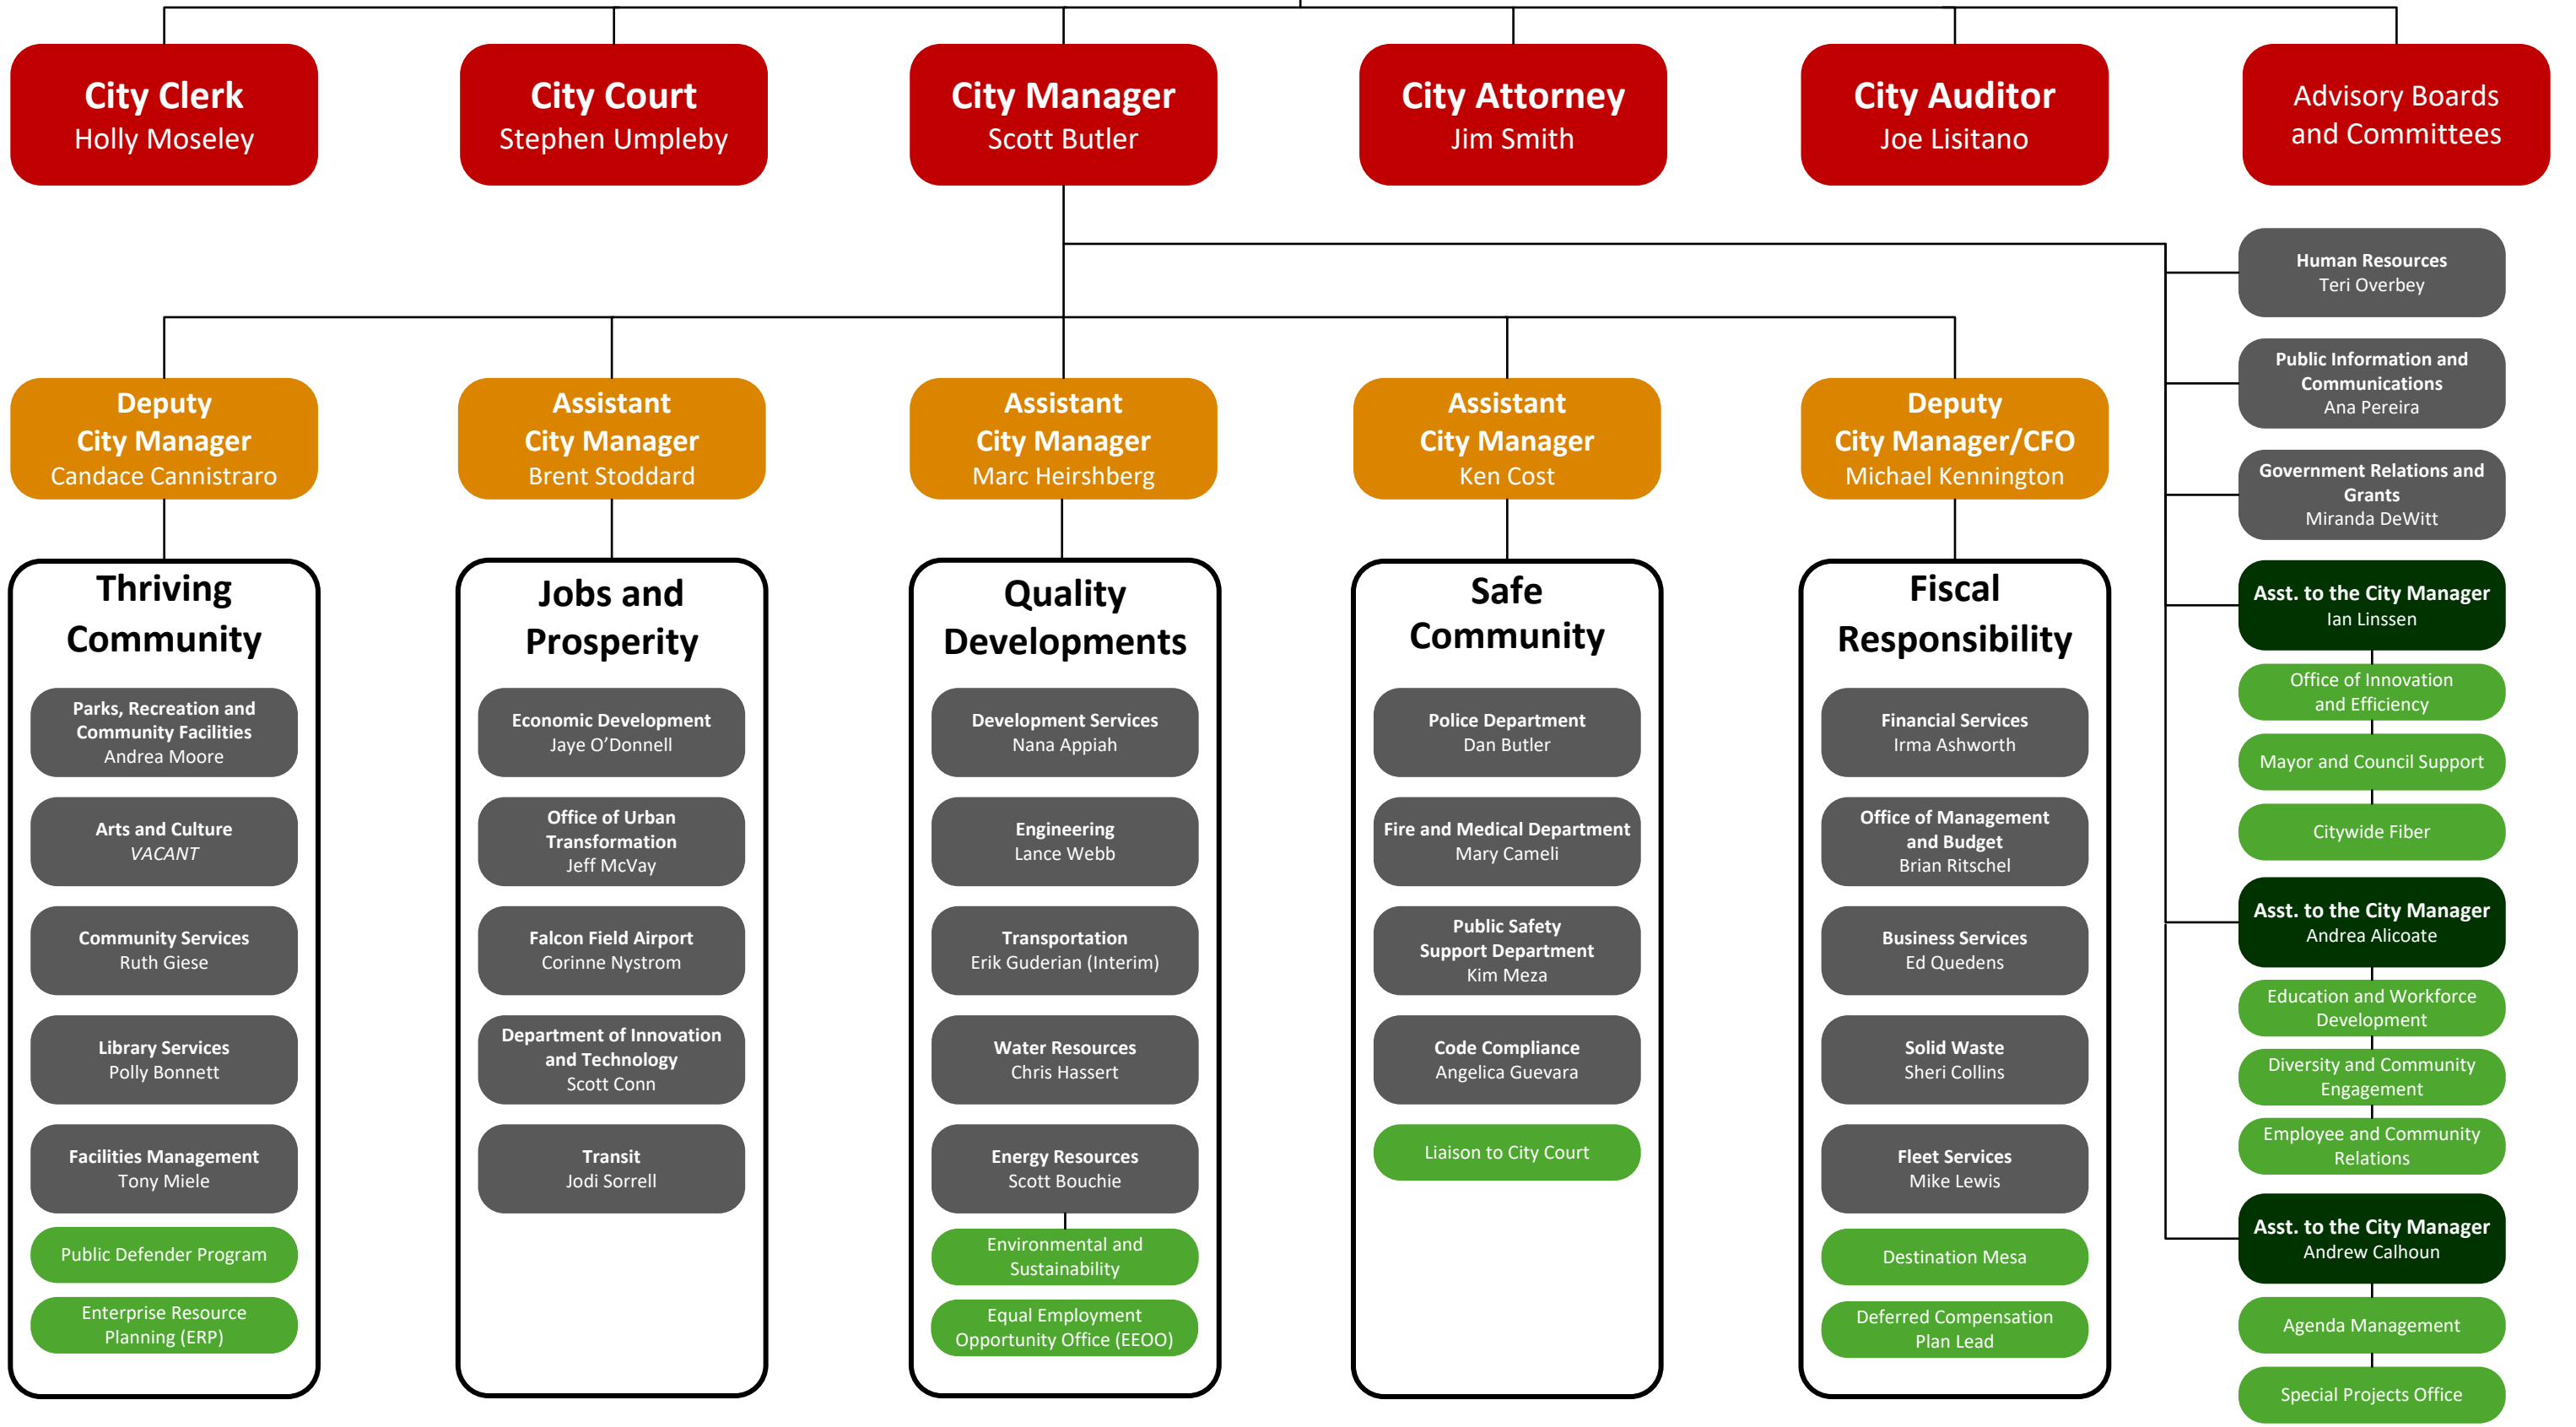 City Clerk
Holly Moseley
City Court
Stephen Umpleby
City Manager
Scott Butler
City Attorney
Jim Smith
City Auditor
Joe Lisitano
Advisory Boards
and Committees
Human Resources
Teri Overbey
Public Information and
Communications
Ana Pereira
Government Relations and
Grants
Miranda DeWitt
Asst. to the City Manager
Ian Linssen
Office of Innovation
and Efficiency
Mayor and Council Support
Citywide Fiber
Asst. to the City Manager
Andrea Alicoate
Education and Workforce
Development
Diversity and Community
Engagement
Employee and Community
Relations
Asst. to the City Manager
Andrew Calhoun
Agenda Management
Special Projects Office
Deputy
City Manager
Candace Cannistraro
Thriving
Community
Parks, Recreation and
Community Facilities
Andrea Moore
Arts and Culture
VACANT
Community Services
Ruth Giese
Library Services
Polly Bonnett
Facilities Management
Tony Miele
Public Defender Program
Enterprise Resource
Planning (ERP)
Assistant
City Manager
Brent Stoddard
Jobs and
Prosperity
Economic Development
Jaye O’Donnell
Office of Urban
Transformation
Jeff McVay
Falcon Field Airport
Corinne Nystrom
Department of Innovation
and Technology
Scott Conn
Transit
Jodi Sorrell
Assistant
City Manager
Marc Heirshberg
Quality
Developments
Development Services
Nana Appiah
Engineering
Lance Webb
Transportation
Erik Guderian (Interim)
Water Resources
Chris Hassert
Energy Resources
Scott Bouchie
Environmental and
Sustainability
Equal Employment
Opportunity Office (EEOO)
Assistant
City Manager
Ken Cost
Safe
Community
Police Department
Dan Butler
Fire and Medical Department
Mary Cameli
Public Safety
Support Department
Kim Meza
Code Compliance
Angelica Guevara
Liaison to City Court
Deputy
City Manager/CFO
Michael Kennington
Fiscal
Responsibility
Financial Services
Irma Ashworth
Office of Management
and Budget
Brian Ritschel
Business Services
Ed Quedens
Solid Waste
Sheri Collins
Fleet Services
Mike Lewis
Destination Mesa
Deferred Compensation
Plan Lead